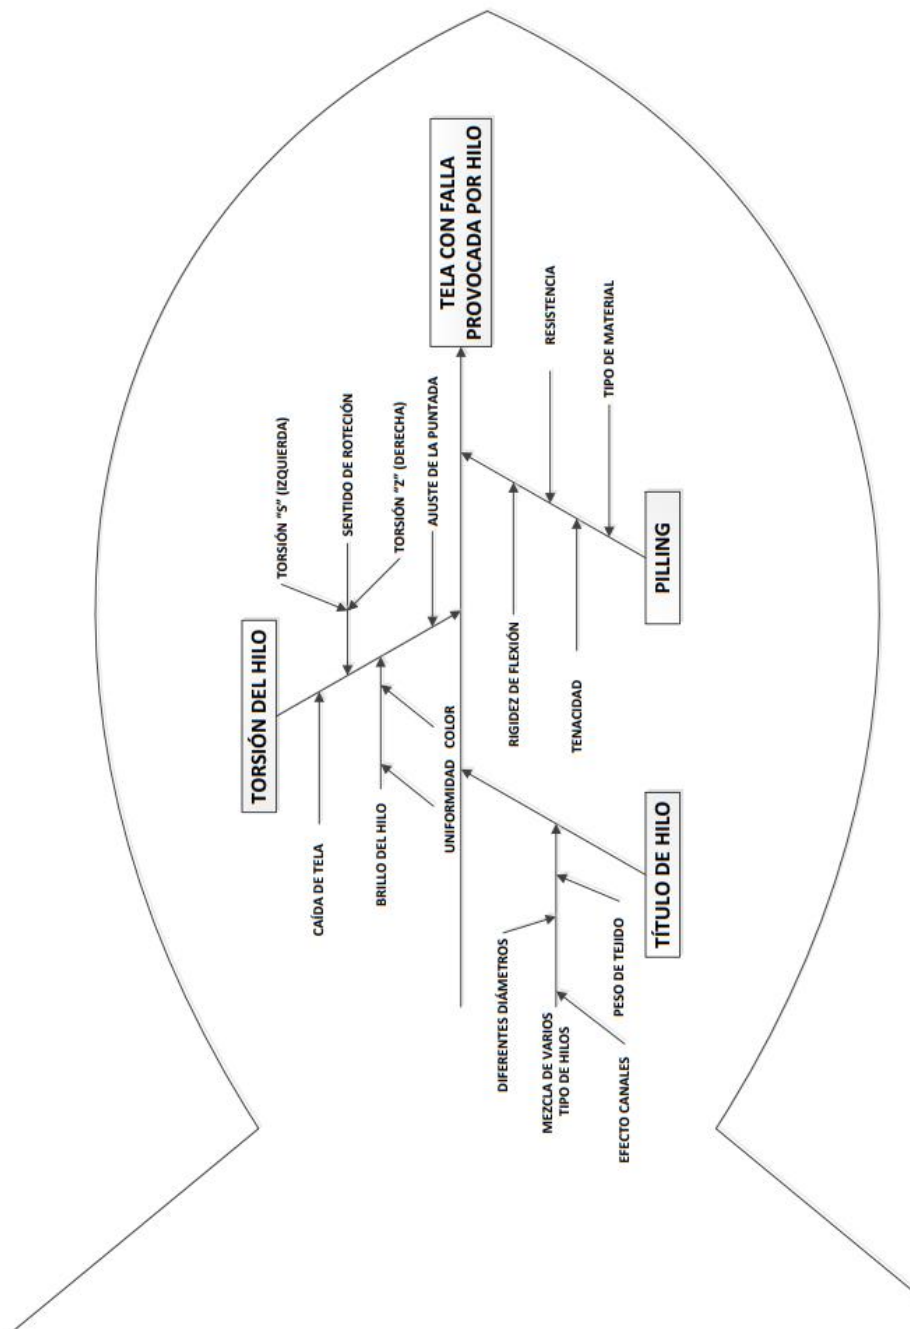 TELA CON FALLA
PROVOCADA POR HILO
TORSIÓN DEL HILO
TORSIÓN "S" (IZQUIERDA)
SENTIDO DE ROTECIÓN
TORSIÓN "Z" (DERECHA)
AJUSTE DE LA PUNTADA
CAÍDA DE TELA
BRILLO DEL HILO
UNIFORMIDAD
COLOR
PILLING
RIGIDEZ DE FLEXIÓN
RESISTENCIA
TENACIDAD
TIPO DE MATERIAL
TÍTULO DE HILO
DIFERENTES DIÁMETROS
MEZCLA DE VARIOS
TIPO DE HILOS
PESO DE TEJIDO
EFECTO CANALES